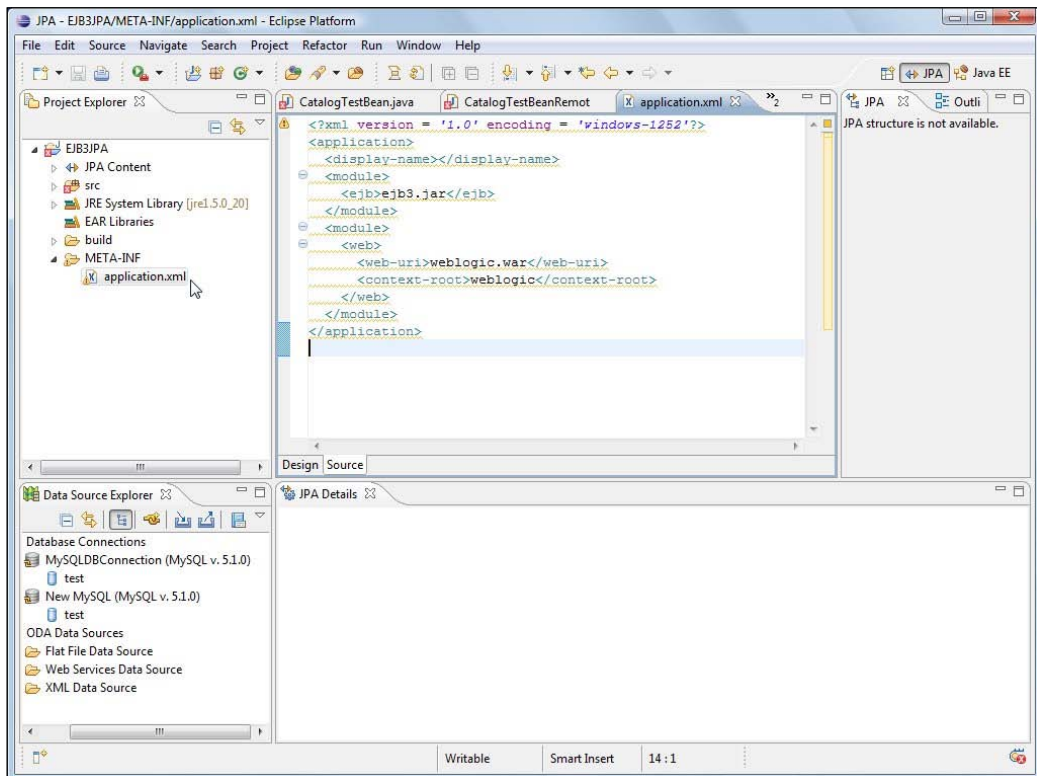 JPA - EJB3JPA/META-INF/application.xml - Eclipse Platform
File Edit Source Navigate Search Project Refactor Run Window Help
JPA Java EE
Project Explorer
EJB3JPA
JPA Content
src
JRE System Library [jre1.5.0_20]
EAR Libraries
build
META-INF
application.xml
CatalogTestBean.java CatalogTestBeanRemot application.xml »2
<?xml version = '1.0' encoding = 'windows-1252'?>
<application>
<display-name></display-name>
<module>
<ejb>ejb3.jar</ejb>
</module>
<module>
<web>
<web-uri>weblogic.war</web-uri>
<context-root>weblogic</context-root>
</web>
</module>
</application>
Design Source
JPA Outli
JPA structure is not available.
Data Source Explorer
Database Connections
MySQLDBConnection (MySQL v. 5.1.0)
test
New MySQL (MySQL v. 5.1.0)
test
ODA Data Sources
Flat File Data Source
Web Services Data Source
XML Data Source
JPA Details
Writable Smart Insert 14 : 1